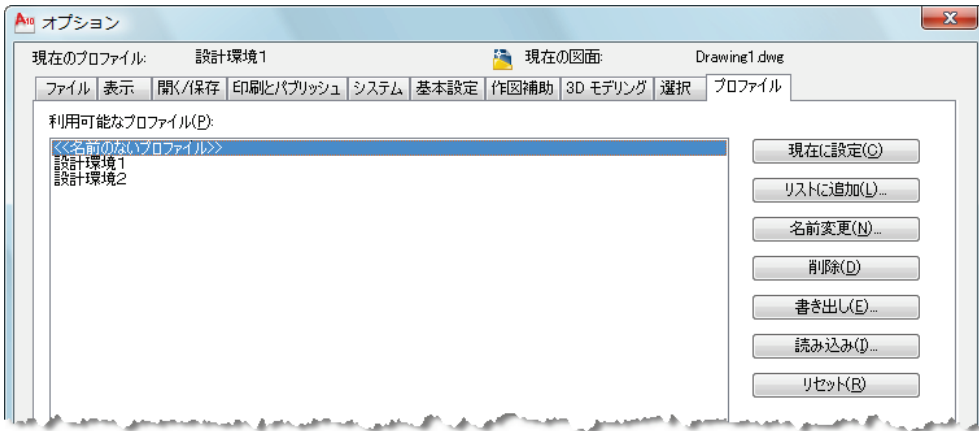 A10 オプション
現在のプロファイル: 設計環境1 現在の図面: Drawing1.dwg
ファイル 表示 開く/保存 印刷とパブリッシュ システム 基本設定 作図補助 3D モデリング 選択 プロファイル
利用可能なプロファイル(P):
<<名前のないプロファイル>>
設計環境1
設計環境2
現在に設定(C)
リストに追加(L)...
名前変更(N)...
削除(D)
書き出し(E)...
読み込み(I)...
リセット(R)